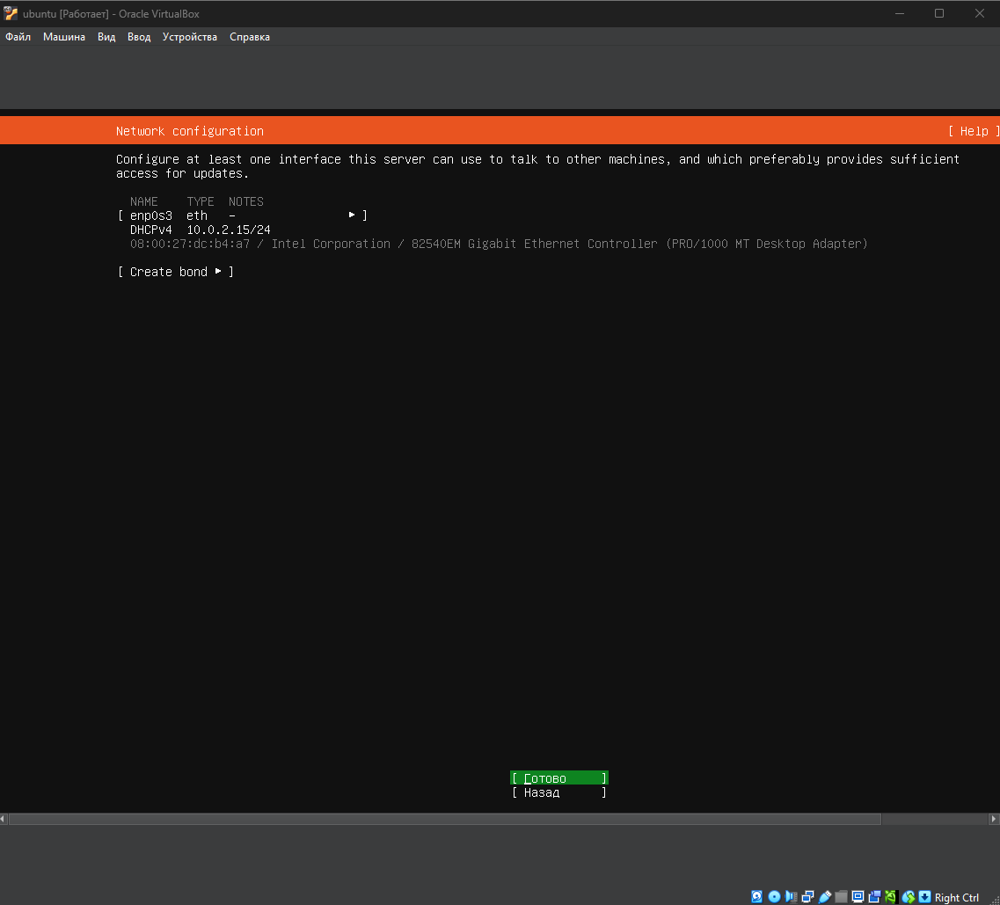 ubuntu [Работает] - Oracle VirtualBox
Файл Машина Вид Ввод Устройства Справка
Network configuration [ Help ]
Configure at least one interface this server can use to talk to other machines, and which preferably provides sufficient
access for updates.
NAME TYPE NOTES
[ enp0s3 eth – ▸ ]
DHCPv4 10.0.2.15/24
08:00:27:dc:b4:a7 / Intel Corporation / 82540EM Gigabit Ethernet Controller (PRO/1000 MT Desktop Adapter)
[ Create bond ▸ ]
[ Готово ]
[ Назад ]
Right Ctrl